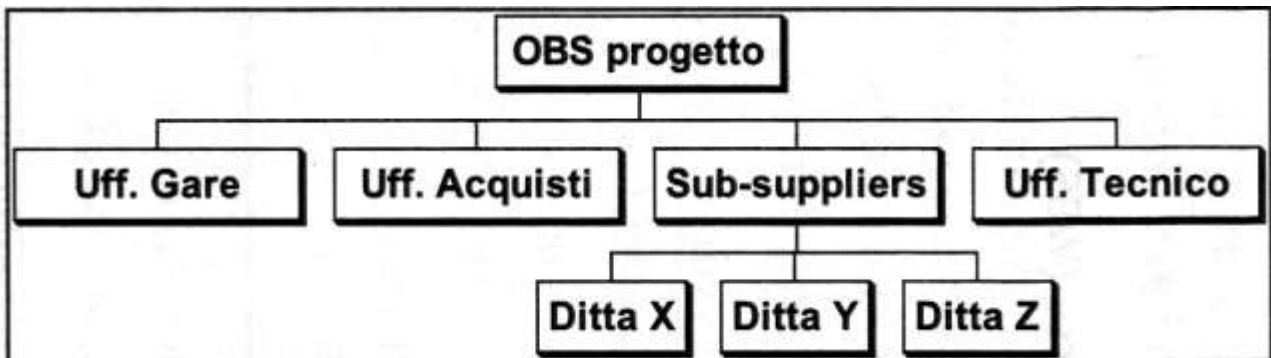 OBS progetto
Uff. Gare
Uff. Acquisti
Sub-suppliers
Uff. Tecnico
Ditta X
Ditta Y
Ditta Z